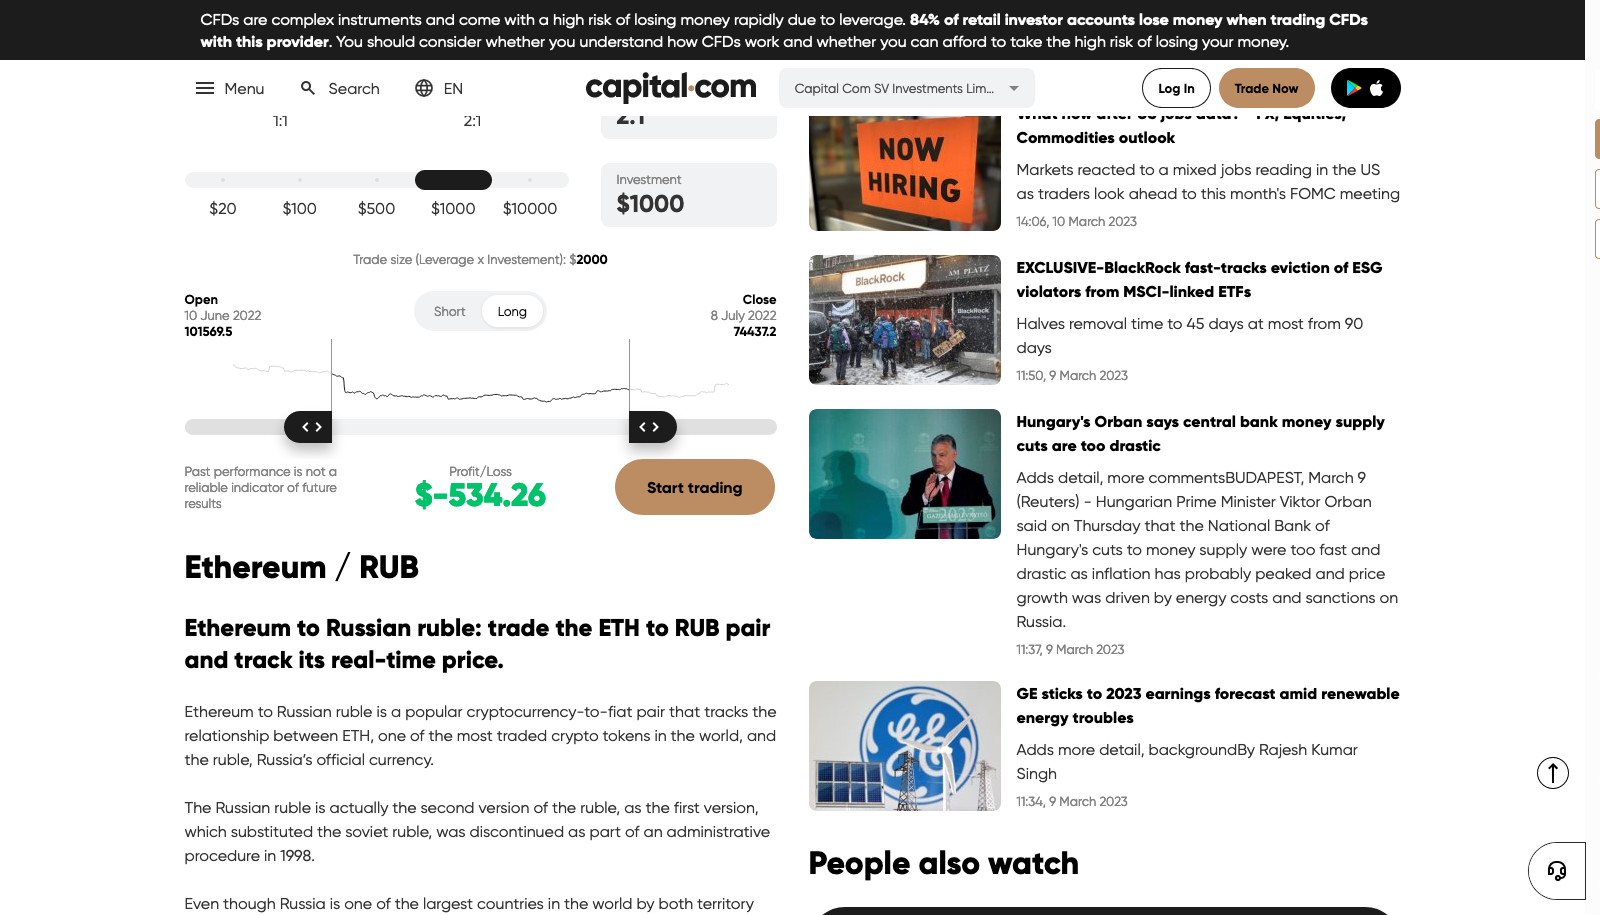 CFDs are complex instruments and come with a high risk of losing money rapidly due to leverage. 84% of retail investor accounts lose money when trading CFDs
with this provider. You should consider whether you understand how CFDs work and whether you can afford to take the high risk of losing your money.
Menu
Search
EN
capital.com
Capital Com SV Investments Lim...
Log In
Trade Now
1:1
2:1
2:1
$20
$100
$500
$1000
$10000
Investment
$1000
Trade size (Leverage x Investement): $2000
Open
10 June 2022
101569.5
Short
Long
Close
8 July 2022
74437.2
Past performance is not a
reliable indicator of future
results
Profit/Loss
$-534.26
Start trading
Ethereum / RUB
Ethereum to Russian ruble: trade the ETH to RUB pair
and track its real-time price.
Ethereum to Russian ruble is a popular cryptocurrency-to-fiat pair that tracks the
relationship between ETH, one of the most traded crypto tokens in the world, and
the ruble, Russia’s official currency.
The Russian ruble is actually the second version of the ruble, as the first version,
which substituted the soviet ruble, was discontinued as part of an administrative
procedure in 1998.
Even though Russia is one of the largest countries in the world by both territory
NOW
HIRING
What now after US jobs data? - FX, Equities,
Commodities outlook
Markets reacted to a mixed jobs reading in the US
as traders look ahead to this month's FOMC meeting
14:06, 10 March 2023
BlackRock
AM PLATZ
BlackRock
EXCLUSIVE-BlackRock fast-tracks eviction of ESG
violators from MSCI-linked ETFs
Halves removal time to 45 days at most from 90
days
11:50, 9 March 2023
2023
Hungary's Orban says central bank money supply
cuts are too drastic
Adds detail, more commentsBUDAPEST, March 9
(Reuters) - Hungarian Prime Minister Viktor Orban
said on Thursday that the National Bank of
Hungary's cuts to money supply were too fast and
drastic as inflation has probably peaked and price
growth was driven by energy costs and sanctions on
Russia.
11:37, 9 March 2023
GE sticks to 2023 earnings forecast amid renewable
energy troubles
Adds more detail, backgroundBy Rajesh Kumar
Singh
11:34, 9 March 2023
People also watch